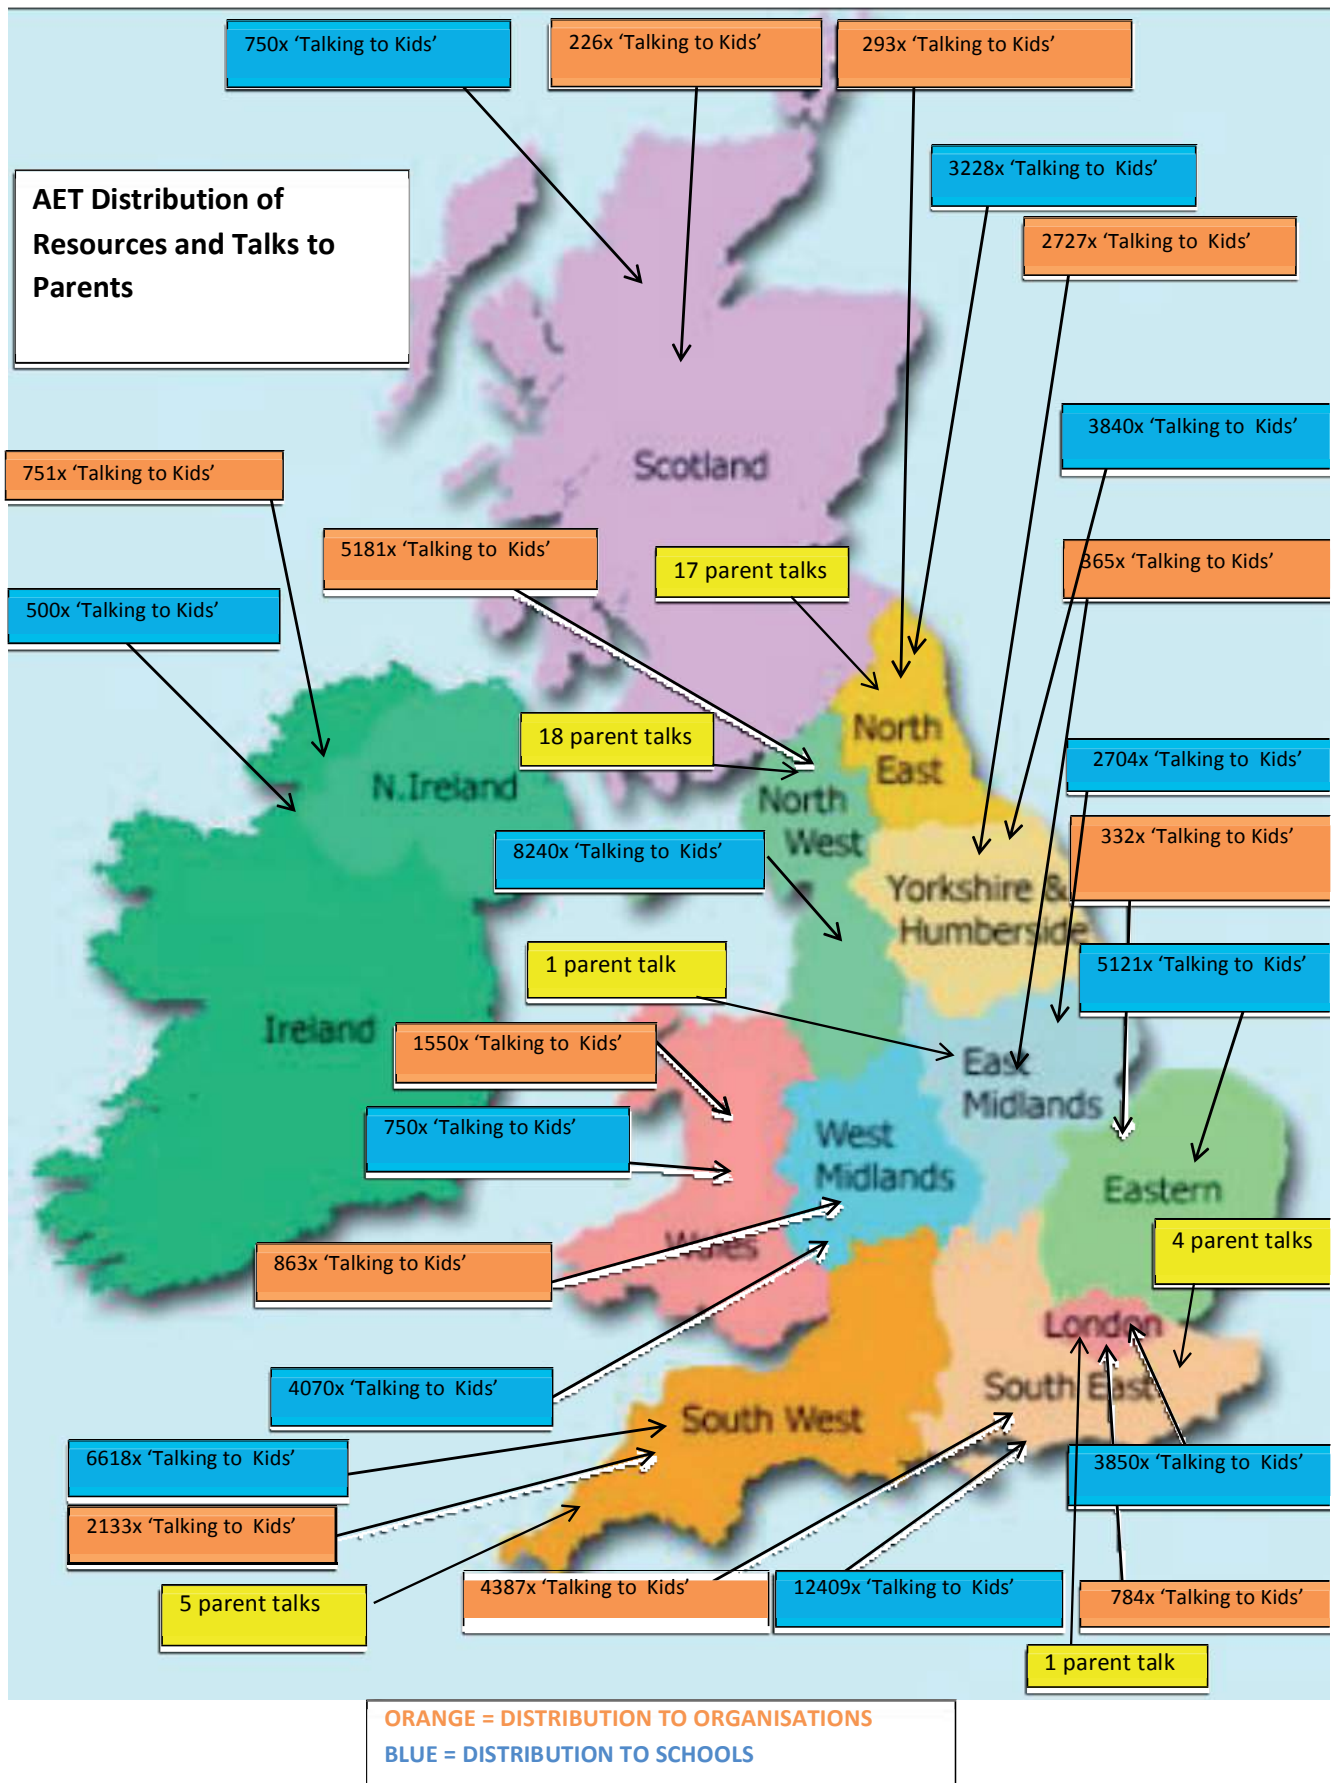 750x ‘Talking to Kids’
226x ‘Talking to Kids’
293x ‘Talking to Kids’
3228x ‘Talking to Kids’
AET Distribution of
Resources and Talks to
Parents
2727x ‘Talking to Kids’
3840x ‘Talking to Kids’
751x ‘Talking to Kids’
Scotland
5181x ‘Talking to Kids’
17 parent talks
365x ‘Talking to Kids’
500x ‘Talking to Kids’
18 parent talks
North
East
2704x ‘Talking to Kids’
N.Ireland
North
West
8240x ‘Talking to Kids’
332x ‘Talking to Kids’
Yorkshire &
Humberside
1 parent talk
5121x ‘Talking to Kids’
Ireland
1550x ‘Talking to Kids’
East
Midlands
750x ‘Talking to Kids’
West
Midlands
Eastern
Wales
863x ‘Talking to Kids’
4 parent talks
London
4070x ‘Talking to Kids’
South East
South West
6618x ‘Talking to Kids’
3850x ‘Talking to Kids’
2133x ‘Talking to Kids’
5 parent talks
4387x ‘Talking to Kids’
12409x ‘Talking to Kids’
784x ‘Talking to Kids’
1 parent talk
ORANGE = DISTRIBUTION TO ORGANISATIONS
BLUE = DISTRIBUTION TO SCHOOLS